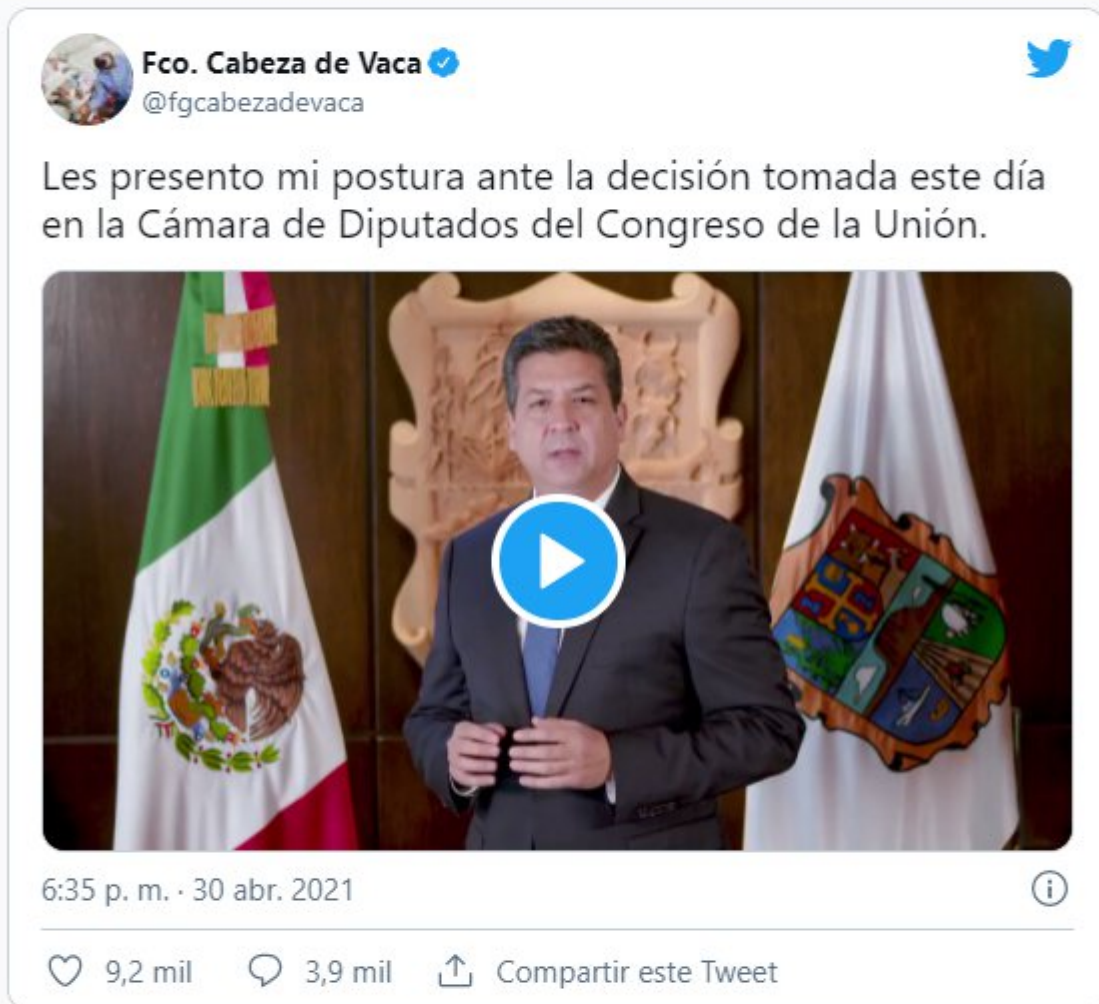 Fco. Cabeza de Vaca
@fgcabezadevaca
Les presento mi postura ante la decisión tomada este día
en la Cámara de Diputados del Congreso de la Unión.
6:35 p. m. · 30 abr. 2021
9,2 mil 3,9 mil Compartir este Tweet